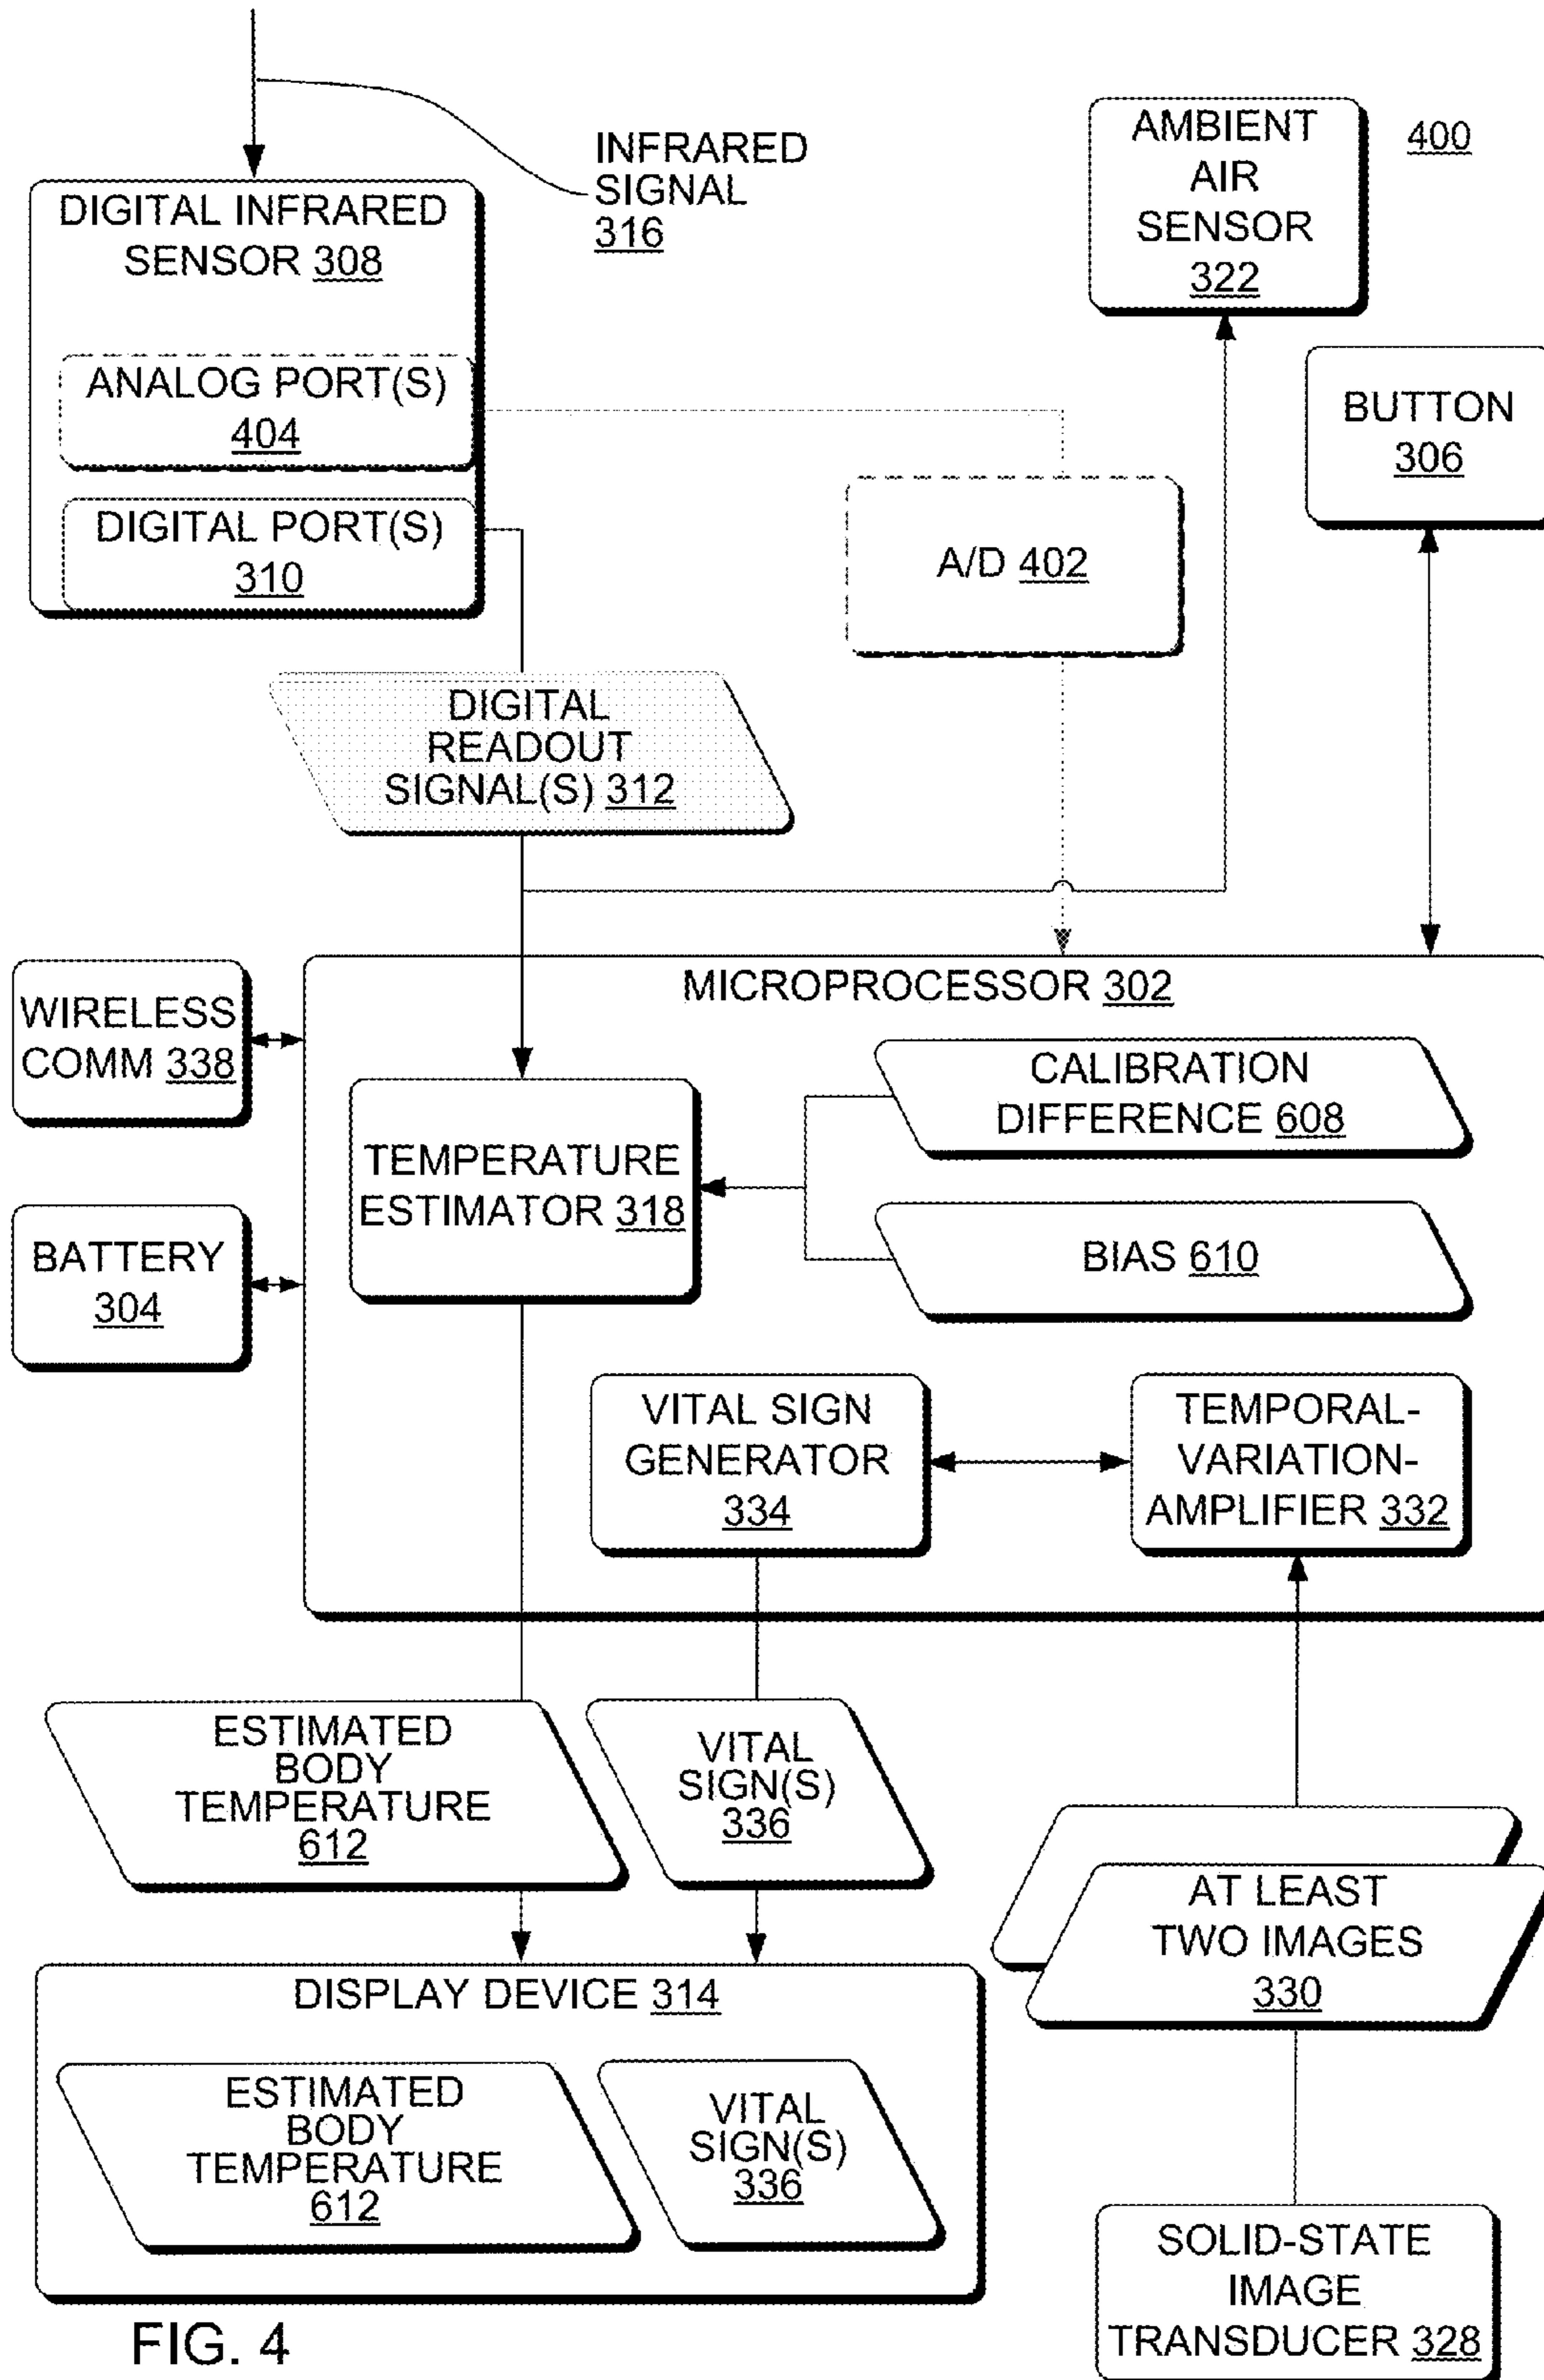 INFRARED
SIGNAL
316
AMBIENT
AIR
SENSOR
322
400
DIGITAL INFRARED
SENSOR 308
ANALOG PORT(S)
404
DIGITAL PORT(S)
310
A/D 402
BUTTON
306
DIGITAL
READOUT
SIGNAL(S) 312
WIRELESS
COMM 338
BATTERY
304
MICROPROCESSOR 302
TEMPERATURE
ESTIMATOR 318
CALIBRATION
DIFFERENCE 608
BIAS 610
VITAL SIGN
GENERATOR
334
TEMPORAL-
VARIATION-
AMPLIFIER 332
ESTIMATED
BODY
TEMPERATURE
612
VITAL
SIGN(S)
336
AT LEAST
TWO IMAGES
330
DISPLAY DEVICE 314
ESTIMATED
BODY
TEMPERATURE
612
VITAL
SIGN(S)
336
SOLID-STATE
IMAGE
TRANSDUCER 328
FIG. 4